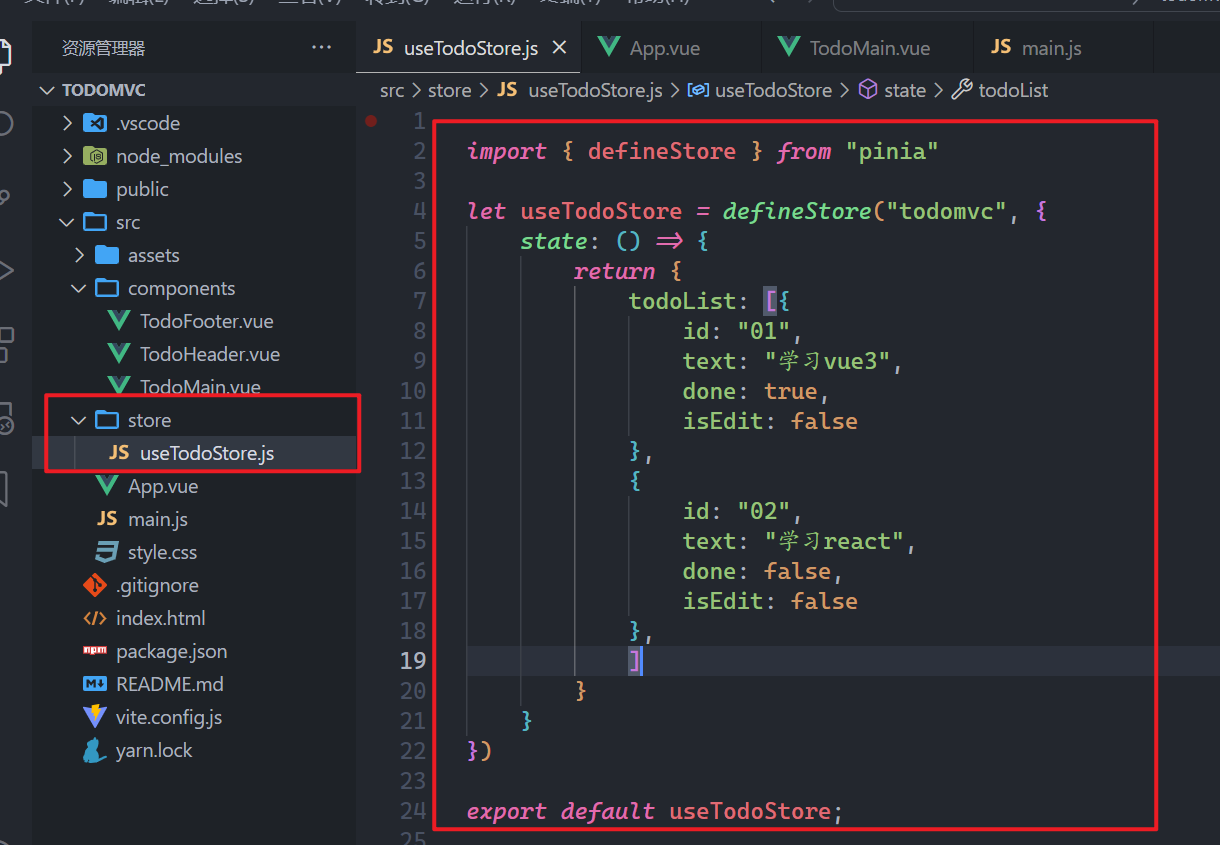 资源管理器 ···
TODOMVC
.vscode
node_modules
public
src
assets
components
TodoFooter.vue
TodoHeader.vue
TodoMain.vue
store
JS useTodoStore.js
App.vue
JS main.js
style.css
.gitignore
index.html
package.json
README.md
vite.config.js
yarn.lock
JS useTodoStore.js × App.vue TodoMain.vue JS main.js
src > store > JS useTodoStore.js > useTodoStore > state > todoList
1
2 import { defineStore } from "pinia"
3
4 let useTodoStore = defineStore("todomvc", {
5 state: () => {
6 return {
7 todoList: [{
8 id: "01",
9 text: "学习vue3",
10 done: true,
11 isEdit: false
12 },
13 {
14 id: "02",
15 text: "学习react",
16 done: false,
17 isEdit: false
18 },
19 ]
20 }
21 }
22 })
23
24 export default useTodoStore;
25